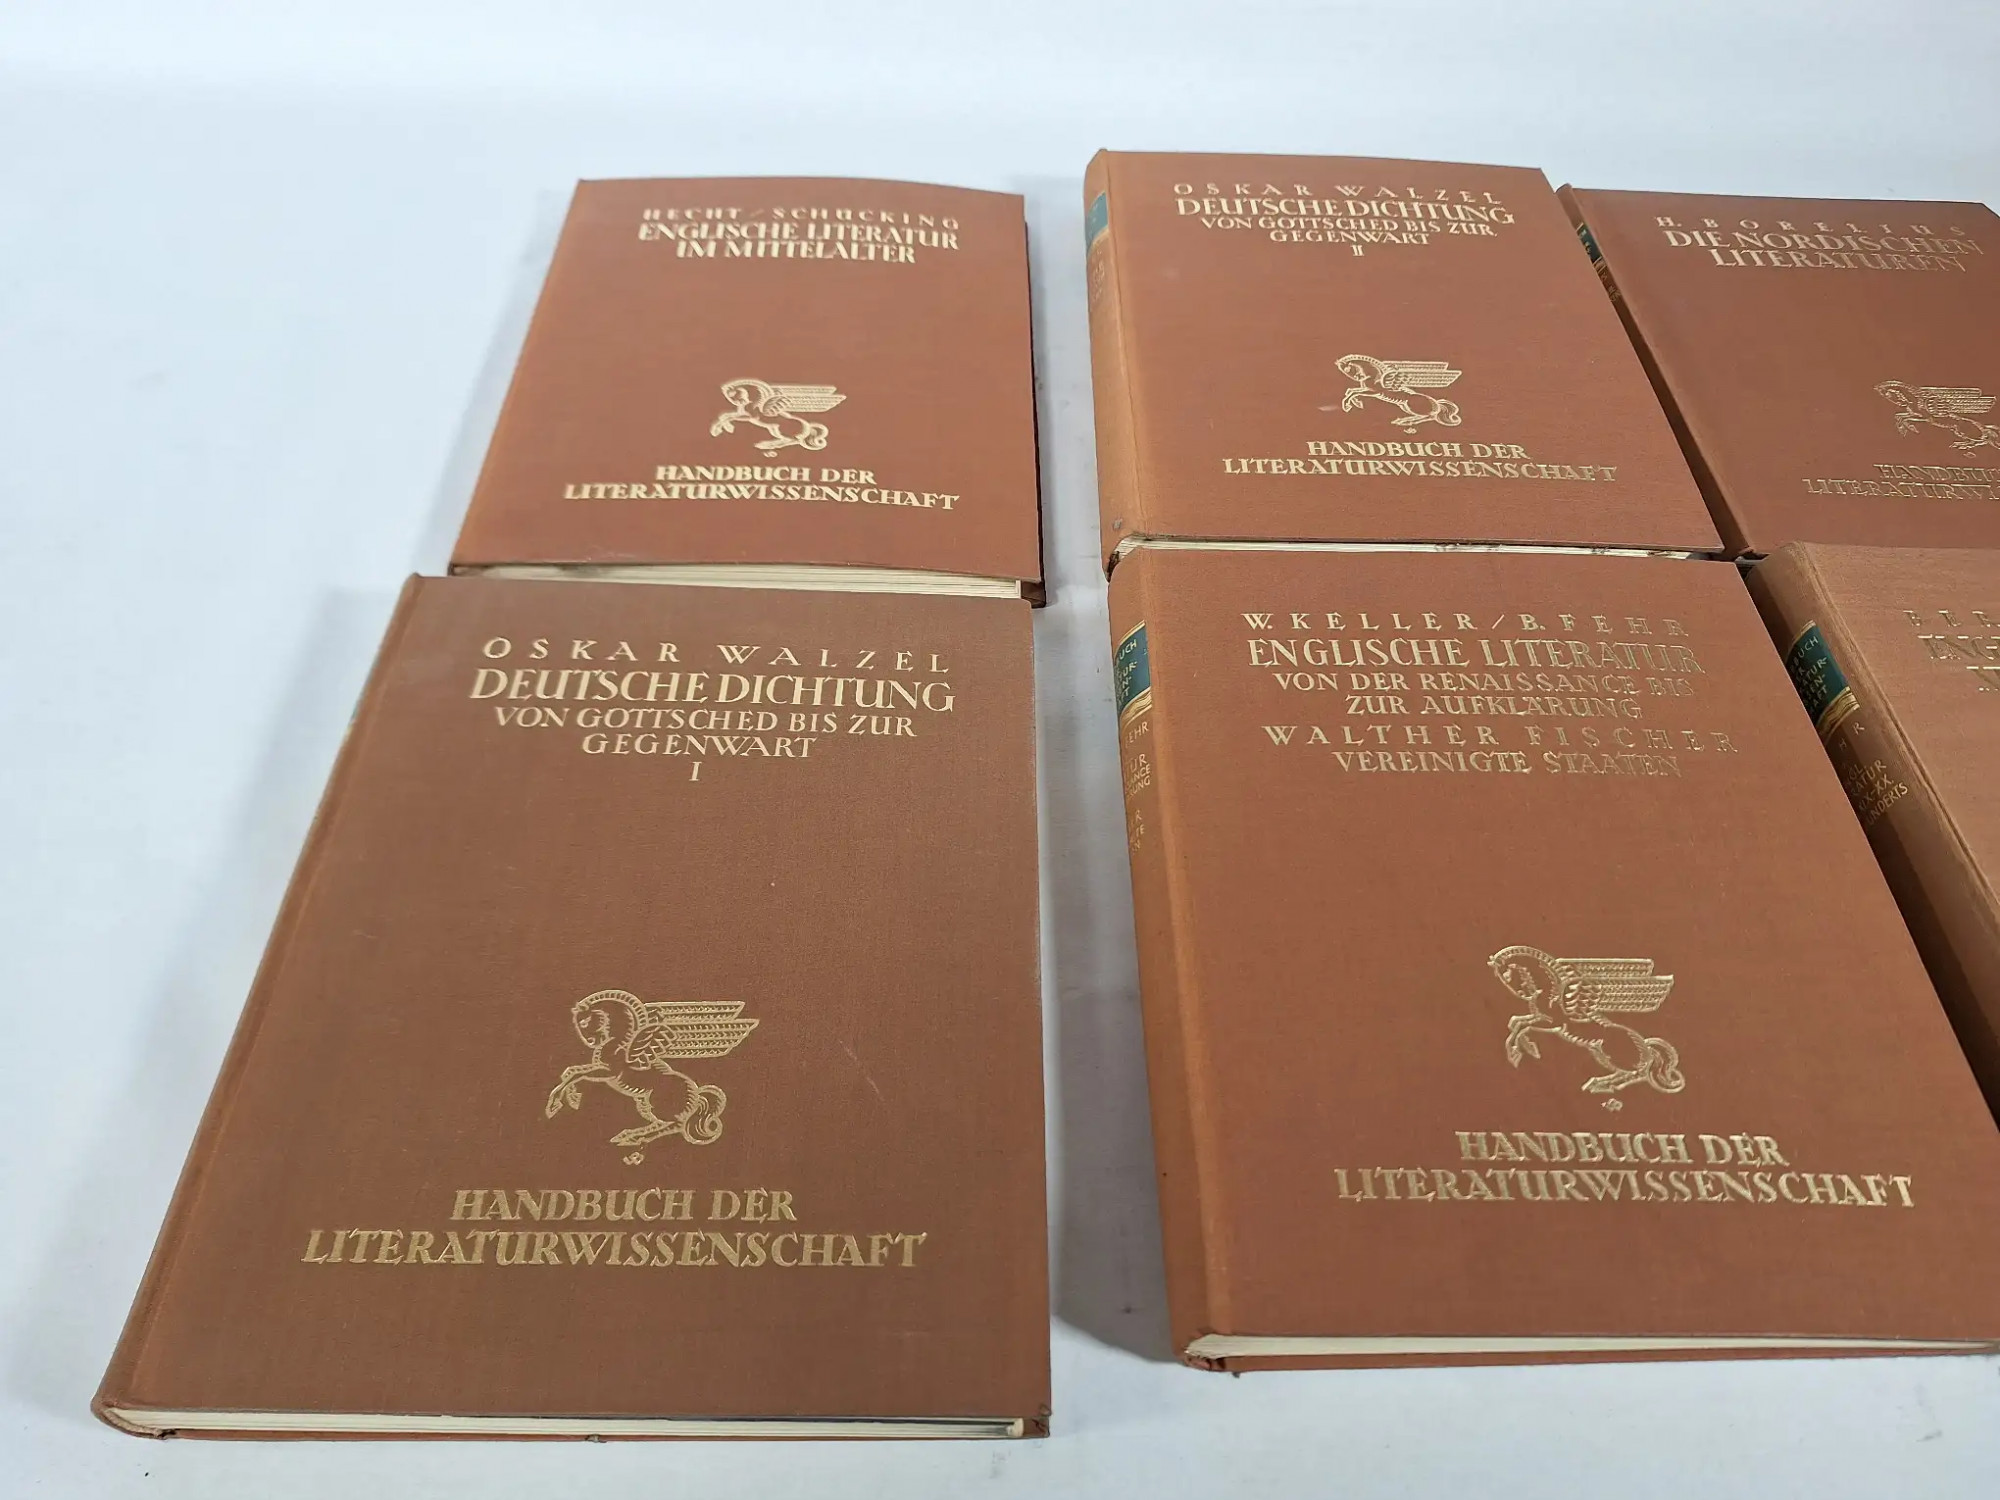 HECHT / SCHÜCKING
ENGLISCHE LITERATUR
IM MITTELALTER
HANDBUCH DER
LITERATURWISSENSCHAFT
OSKAR WALZEL
DEUTSCHE DICHTUNG
VON GOTTSCHED BIS ZUR
GEGENWART
II
HANDBUCH DER
LITERATURWISSENSCHAFT
H. BORELIUS
DIE NORDISCHEN
LITERATUREN
OSKAR WALZEL
DEUTSCHE DICHTUNG
VON GOTTSCHED BIS ZUR
GEGENWART
I
HANDBUCH DER
LITERATURWISSENSCHAFT
W. KELLER / B. FEHR
ENGLISCHE LITERATUR
VON DER RENAISSANCE BIS
ZUR AUFKLÄRUNG
WALTHER FISCHER
VEREINIGTE STAATEN
HANDBUCH DER
LITERATURWISSENSCHAFT